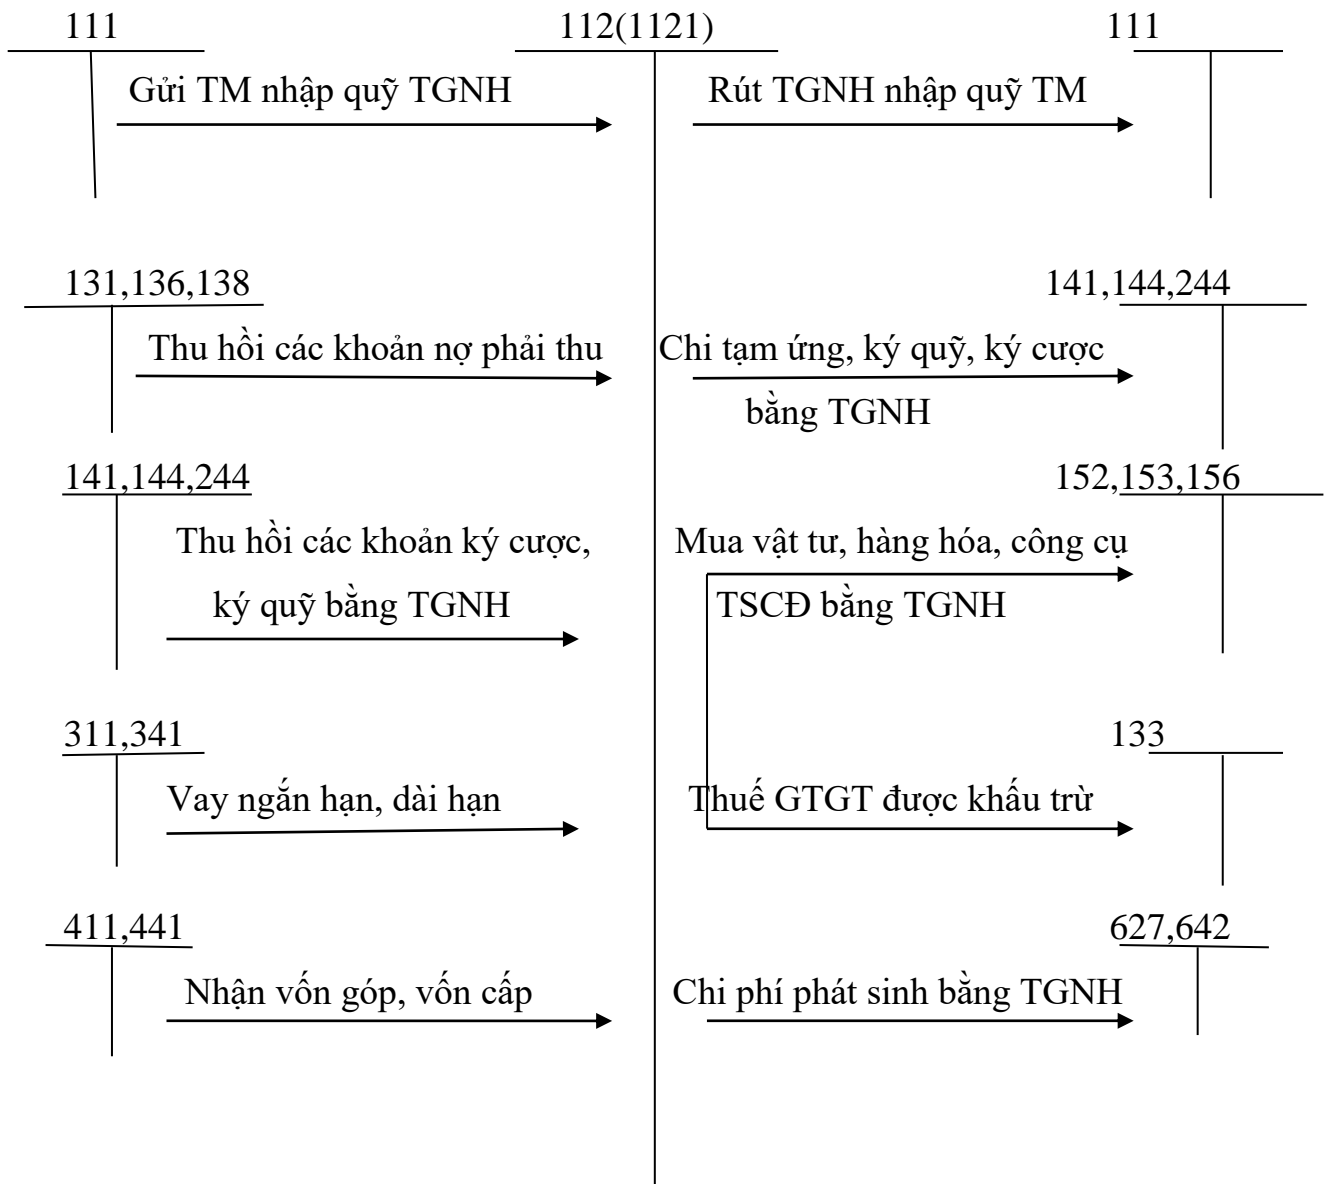 111
112(1121)
111
Gửi TM nhập quỹ TGNH
Rút TGNH nhập quỹ TM
131,136,138
141,144,244
Thu hồi các khoản nợ phải thu
Chi tạm ứng, ký quỹ, ký cược
bằng TGNH
141,144,244
152,153,156
Thu hồi các khoản ký cược,
Mua vật tư, hàng hóa, công cụ
ký quỹ bằng TGNH
TSCĐ bằng TGNH
311,341
133
Vay ngắn hạn, dài hạn
Thuế GTGT được khấu trừ
411,441
627,642
Nhận vốn góp, vốn cấp
Chi phí phát sinh bằng TGNH